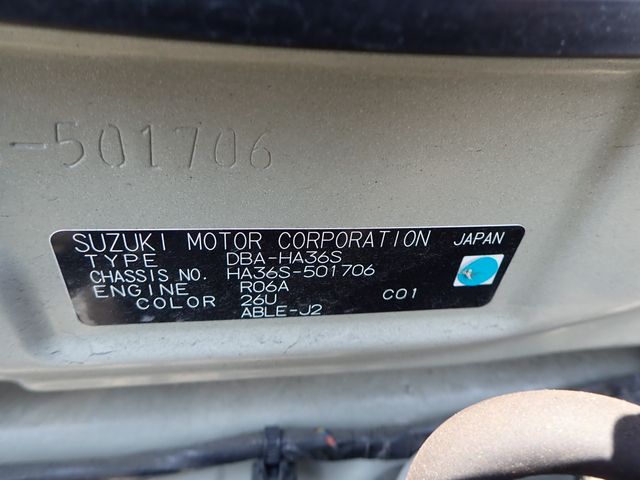 -501706
SUZUKI MOTOR CORPORATION JAPAN
TYPE DBA-HA36S
CHASSIS NO. HA36S-501706
ENGINE R06A
COLOR 26U C01
ABLE-J2